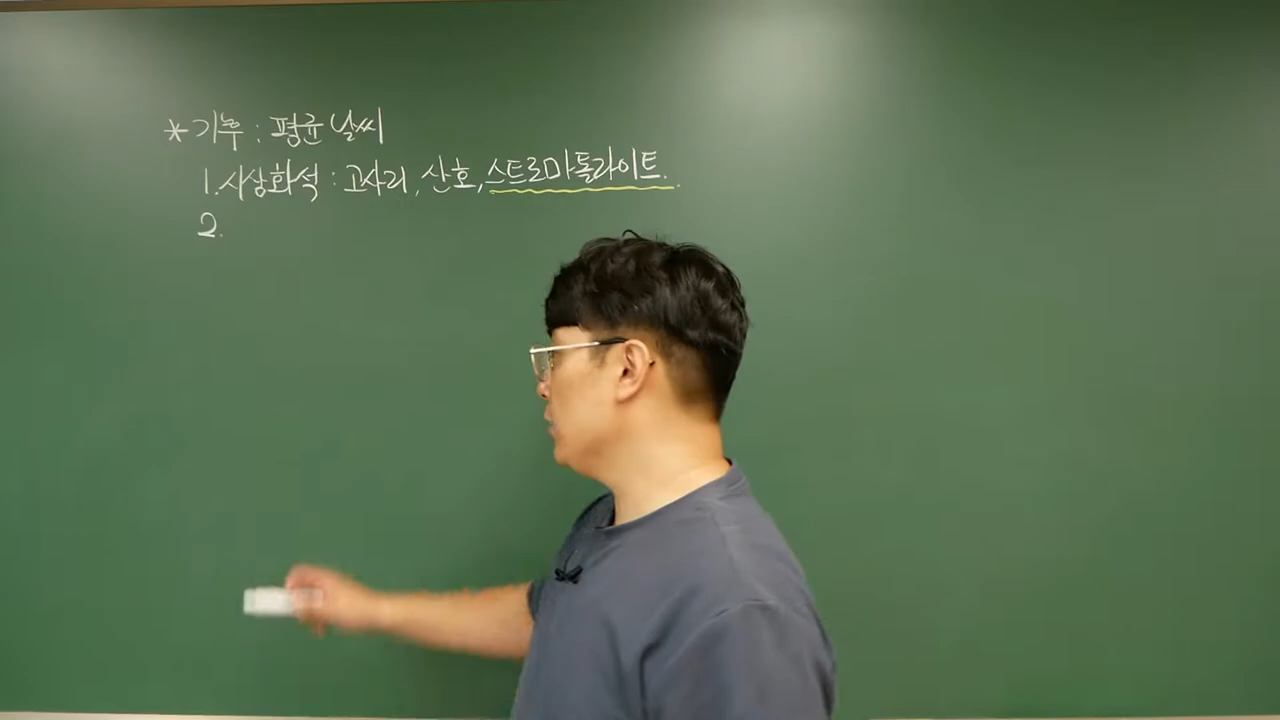 *기후 : 평균 날씨
1. 시상화석 : 고사리, 산호, 스트로마톨라이트.
2.